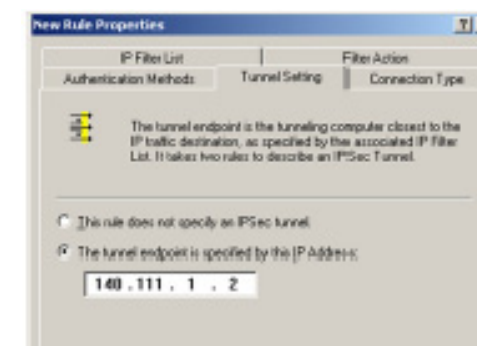 New Rule Properties
?
IP Filter List
Filter Action
Authentication Methods
Tunnel Setting
Connection Type
The tunnel endpoint is the tunneling computer closest to the
IP traffic destination, as specified by the associated IP Filter
List. It takes two rules to describe an IPSec Tunnel.
This rule does not specify an IPSec tunnel.
The tunnel endpoint is specified by this IP Address:
140 . 111 . 1 . 2